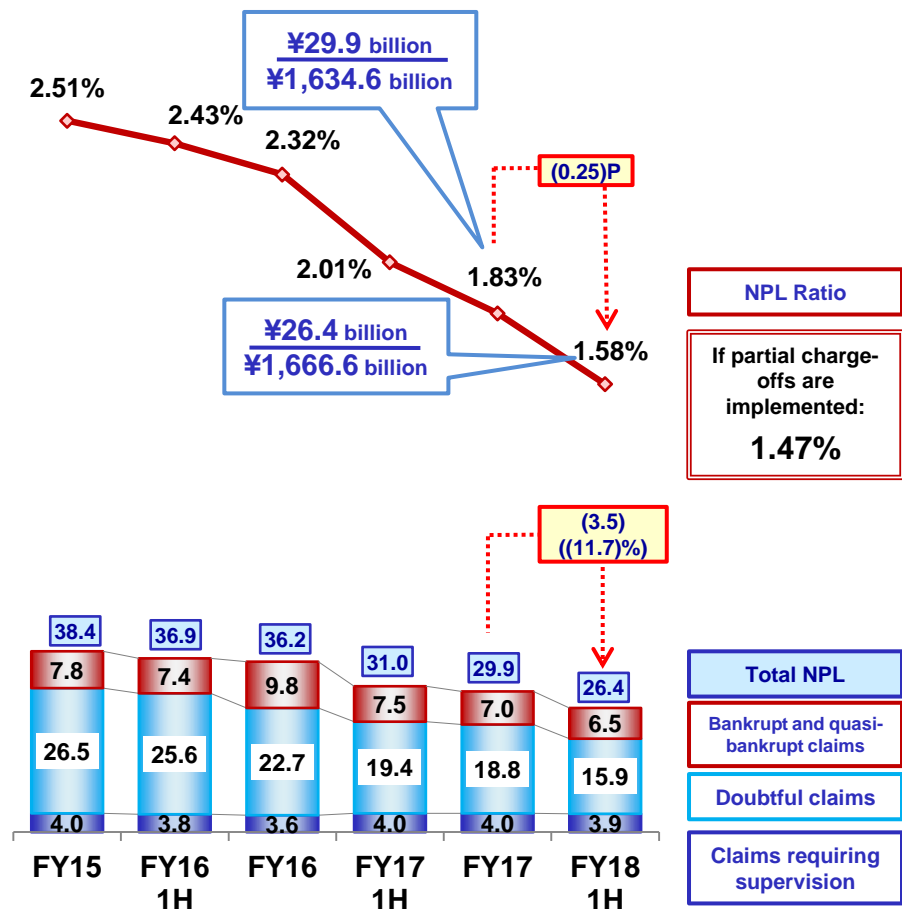 ¥29.9 billion
¥1,634.6 billion
2.51%
2.43%
2.32%
(0.25)P
2.01%
1.83%
NPL Ratio
¥26.4 billion
¥1,666.6 billion
1.58%
If partial charge-
offs are
implemented:
1.47%
(3.5)
((11.7)%)
38.4
36.9
36.2
31.0
29.9
26.4
Total NPL
7.8
7.4
9.8
7.5
7.0
6.5
Bankrupt and quasi-
bankrupt claims
26.5
25.6
22.7
19.4
18.8
15.9
Doubtful claims
4.0
3.8
3.6
4.0
4.0
3.9
Claims requiring
supervision
FY15
FY16
1H
FY16
FY17
1H
FY17
FY18
1H